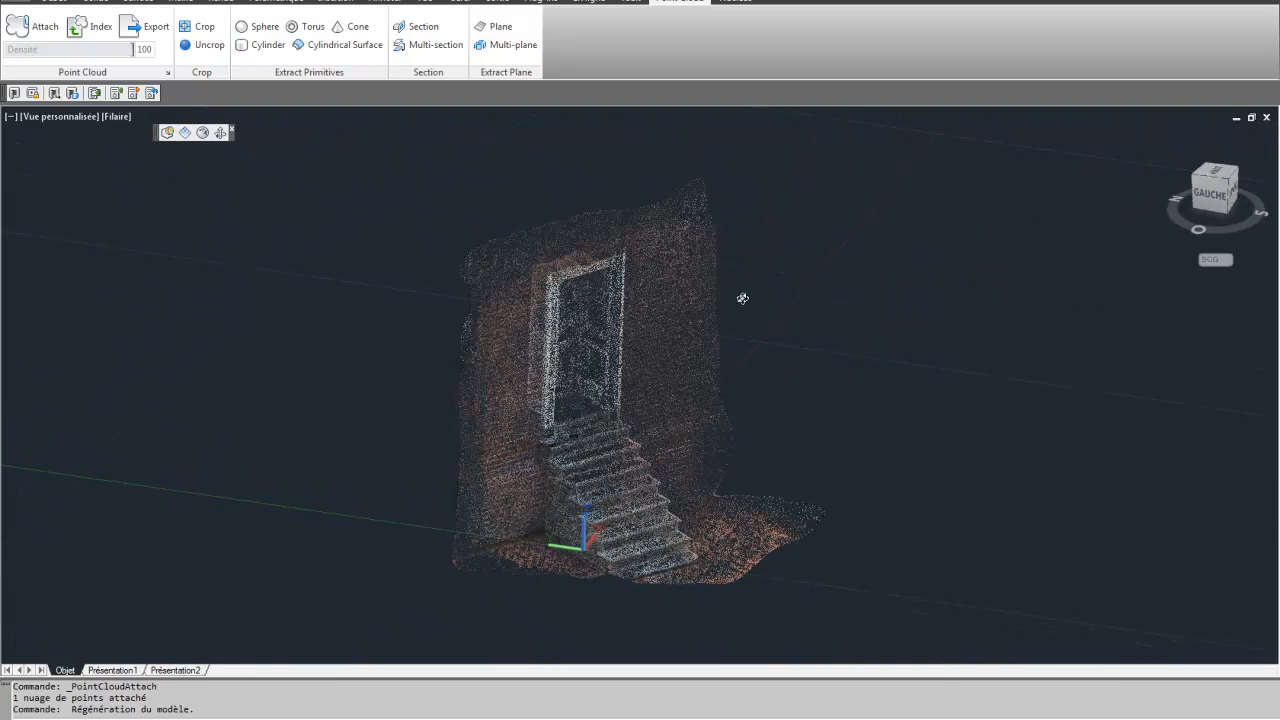 Point Cloud
Attach Index Export
Densité 100
Point Cloud
Crop
Uncrop
Crop
Sphere Torus Cone
Cylinder Cylindrical Surface
Extract Primitives
Section
Multi-section
Section
Plane
Multi-plane
Extract Plane
[−] [Vue personnalisée] [Filaire]
GAUCHE
N
S
O
SCG
Objet Présentation1 Présentation2
Commande: _PointCloudAttach
1 nuage de points attaché
Commande: Régénération du modèle.